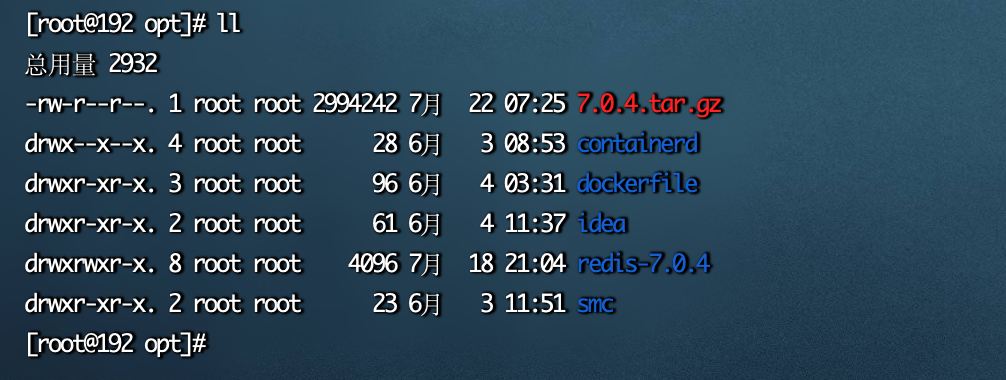 [root@192 opt]# ll
总用量 2932
-rw-r--r--. 1 root root 2994242 7月  22 07:25 7.0.4.tar.gz
drwx--x--x. 4 root root      28 6月   3 08:53 containerd
drwxr-xr-x. 3 root root      96 6月   4 03:31 dockerfile
drwxr-xr-x. 2 root root      61 6月   4 11:37 idea
drwxrwxr-x. 8 root root    4096 7月  18 21:04 redis-7.0.4
drwxr-xr-x. 2 root root      23 6月   3 11:51 smc
[root@192 opt]#